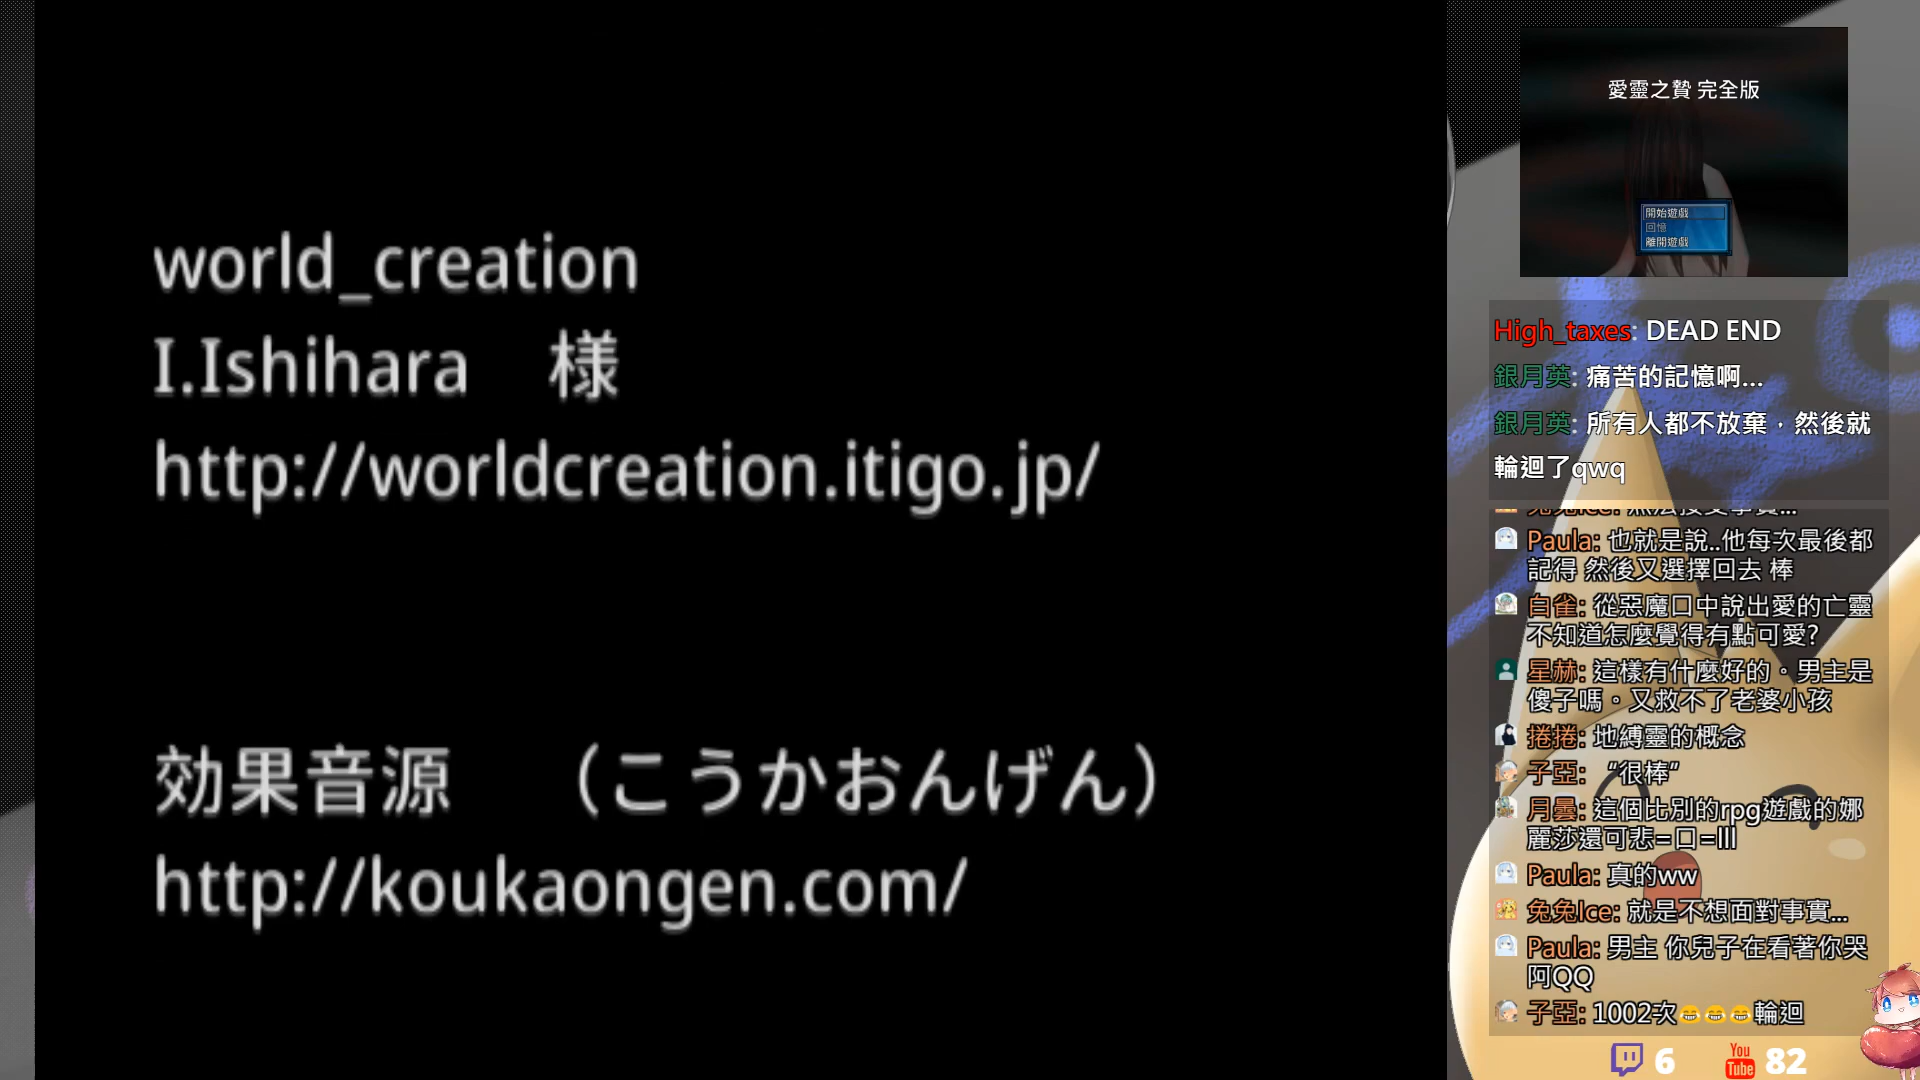 world_creation
I.Ishihara 様
http://worldcreation.itigo.jp/
効果音源 （こうかおんげん）
http://koukaongen.com/
愛靈之贄 完全版
開始遊戲
回憶
離開遊戲
High_taxes: DEAD END
銀月英: 痛苦的記憶啊...
銀月英: 所有人都不放棄，然後就
輪迴了qwq
Paula: 也就是說..他每次最後都
記得 然後又選擇回去 棒
白雀: 從惡魔口中說出愛的亡靈
不知道怎麼覺得有點可愛?
星赫: 這樣有什麼好的。男主是
傻子嗎。又救不了老婆小孩
捲捲: 地縛靈的概念
子亞: “很棒”
月曇: 這個比別的rpg遊戲的娜
麗莎還可悲=口=lll
Paula: 真的ww
兔兔Ice: 就是不想面對事實...
Paula: 男主 你兒子在看著你哭
阿QQ
子亞: 1002次😂😂😂輪迴
6
You
Tube
82